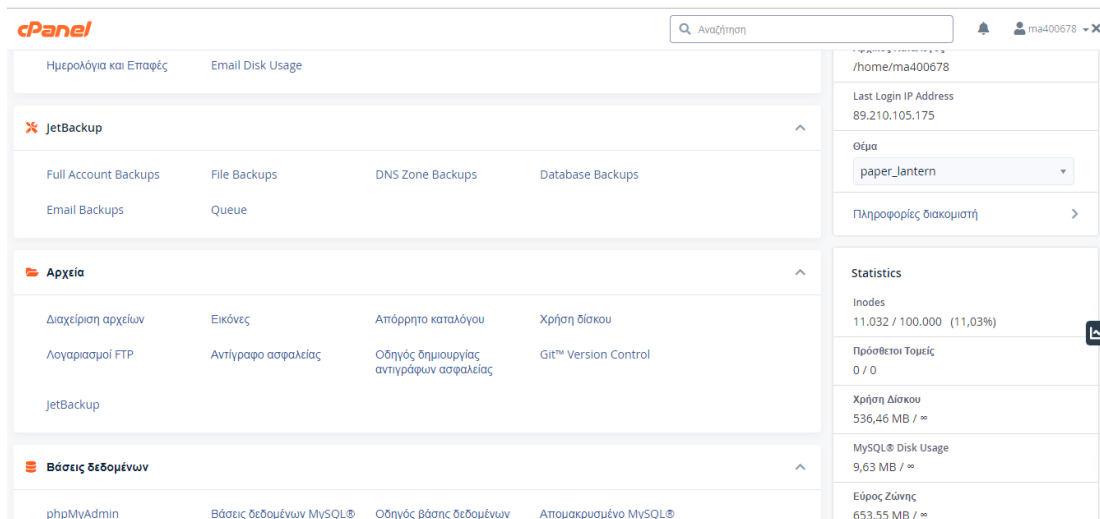 cPanel
Αναζήτηση
ma400678
Ημερολόγια και Επαφές
Email Disk Usage
JetBackup
Full Account Backups
File Backups
DNS Zone Backups
Database Backups
Email Backups
Queue
Αρχεία
Διαχείριση αρχείων
Εικόνες
Απόρρητο καταλόγου
Χρήση δίσκου
Λογαριασμοί FTP
Αντίγραφο ασφαλείας
Οδηγός δημιουργίας
αντιγράφων ασφαλείας
Git™ Version Control
JetBackup
Βάσεις δεδομένων
phpMyAdmin
Βάσεις δεδομένων MySQL®
Οδηγός βάσης δεδομένων
Απομακρυσμένο MySQL®
/home/ma400678
Last Login IP Address
89.210.105.175
Θέμα
paper_lantern
Πληροφορίες διακομιστή
Statistics
Inodes
11.032 / 100.000 (11,03%)
Πρόσθετοι Τομείς
0 / 0
Χρήση Δίσκου
536,46 MB / ∞
MySQL® Disk Usage
9,63 MB / ∞
Εύρος Ζώνης
653,55 MB / ∞